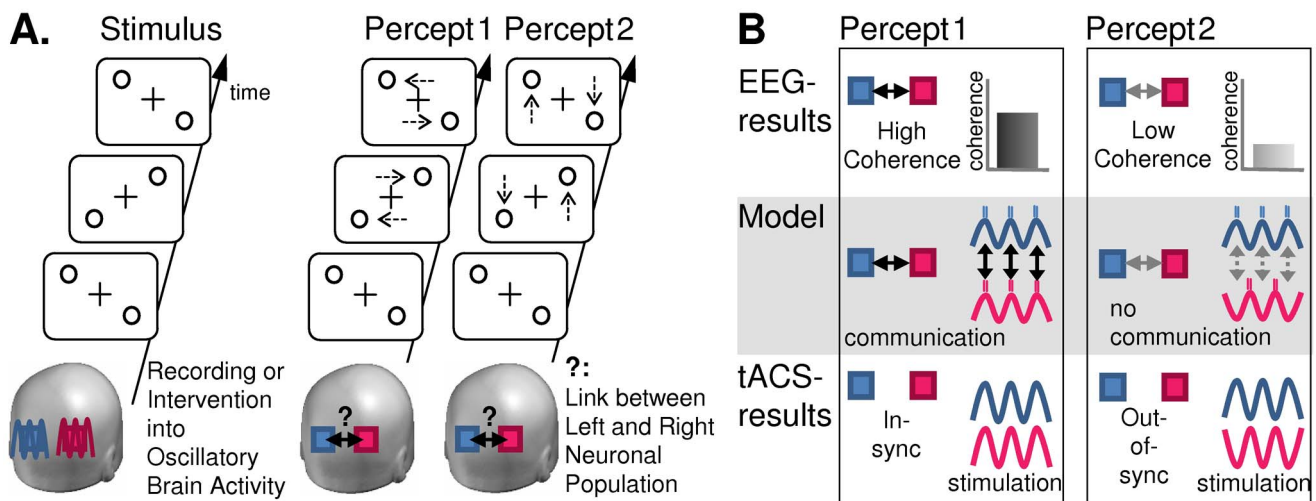 A.
Stimulus
time
Recording or
Intervention
into
Oscillatory
Brain Activity
Percept 1
Percept 2
?
?
?:
Link between
Left and Right
Neuronal
Population
B
Percept 1
Percept 2
EEG-
results
High
Coherence
coherence
Low
Coherence
coherence
Model
communication
no
communication
tACS-
results
In-
sync
stimulation
Out-
of-
sync
stimulation